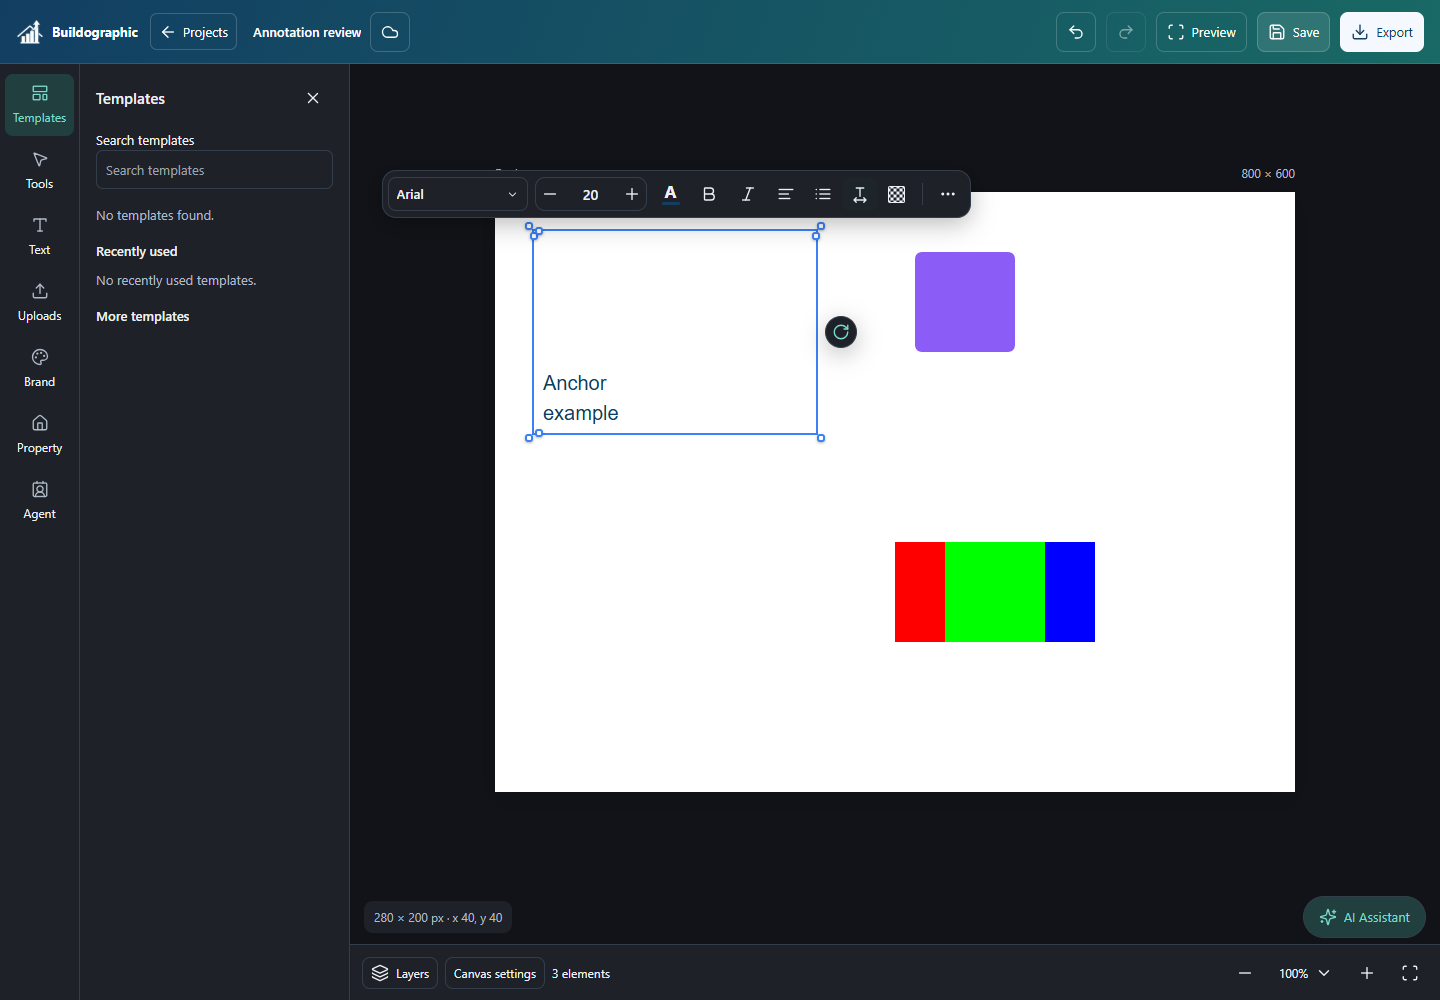 Buildographic
Projects
Annotation review
Preview
Save
Export
Templates
Tools
Text
Uploads
Brand
Property
Agent
Templates
Search templates
Search templates
No templates found.
Recently used
No recently used templates.
More templates
800 × 600
Arial
20
A
B
I
Anchor
example
280 × 200 px · x 40, y 40
AI Assistant
Layers
Canvas settings
3 elements
100%